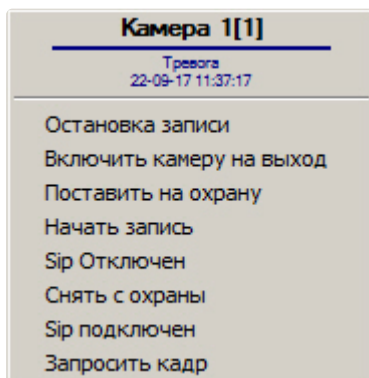 Камера 1[1]
Тревога
22-09-17 11:37:17
Остановка записи
Включить камеру на выход
Поставить на охрану
Начать запись
Sip Отключен
Снять с охраны
Sip подключен
Запросить кадр